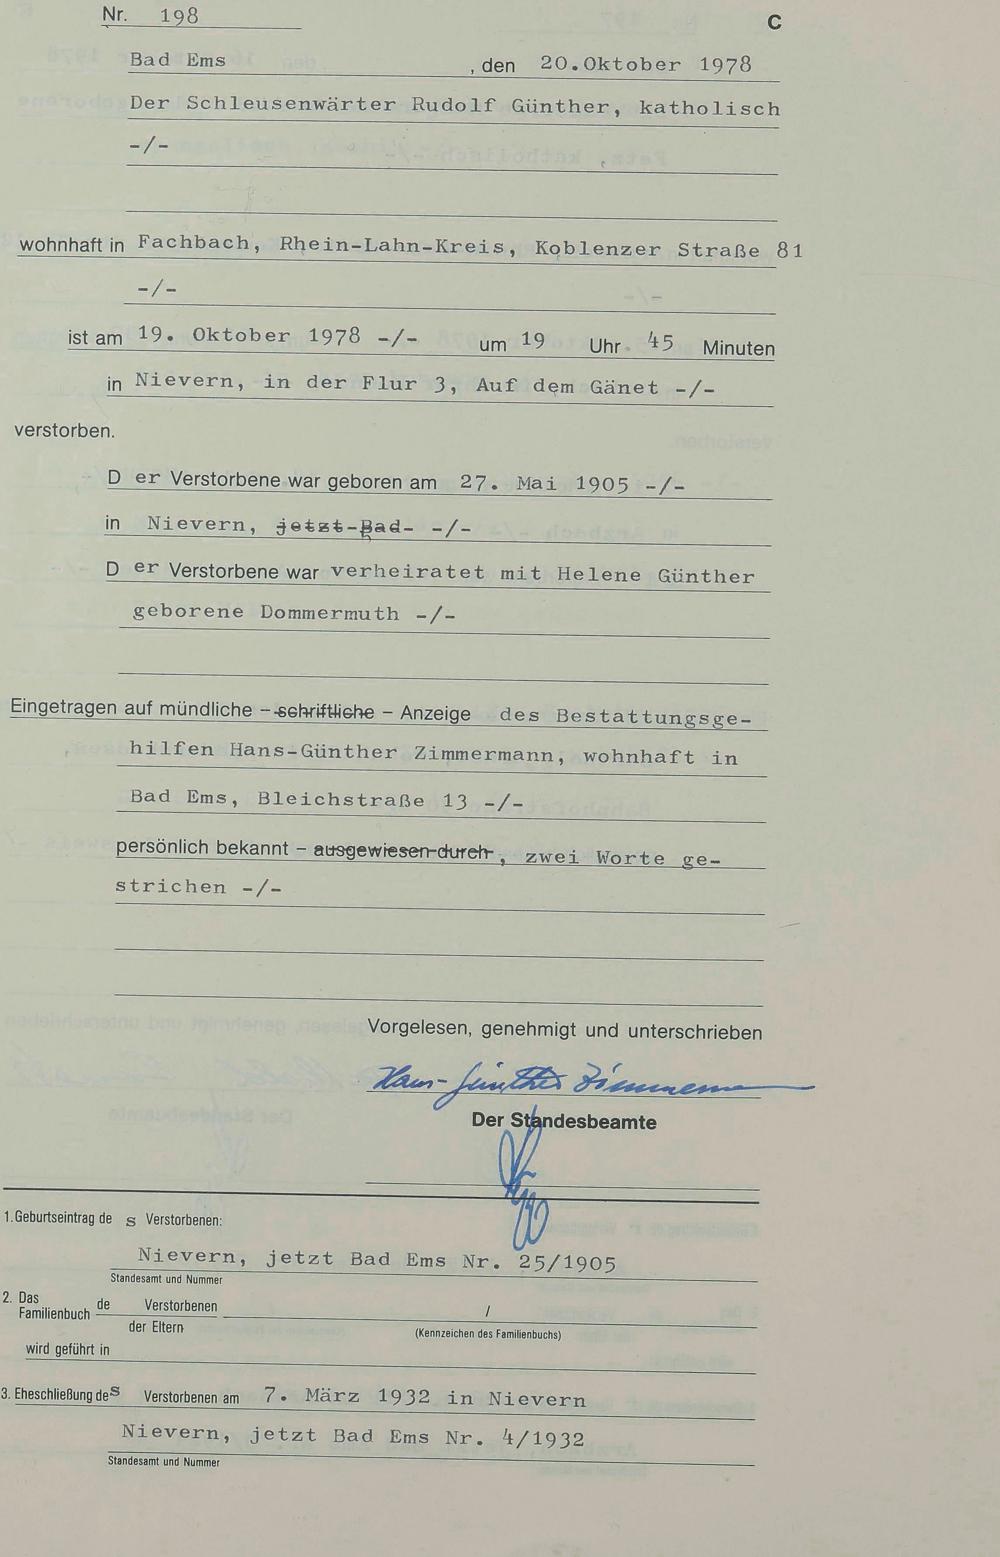 Nr. 198 C
Bad Ems , den 20.Oktober 1978
Der Schleusenwärter Rudolf Günther, katholisch
-/-
wohnhaft in Fachbach, Rhein-Lahn-Kreis, Koblenzer Straße 81
-/-
ist am 19. Oktober 1978 -/- um 19 Uhr 45 Minuten
in Nievern, in der Flur 3, Auf dem Gänet -/-
verstorben.
D er Verstorbene war geboren am 27. Mai 1905 -/-
in Nievern, jetzt Bad- -/-
D er Verstorbene war verheiratet mit Helene Günther
geborene Dommermuth -/-
Eingetragen auf mündliche – schriftliche – Anzeige des Bestattungsge-
hilfen Hans-Günther Zimmermann, wohnhaft in
Bad Ems, Bleichstraße 13 -/-
persönlich bekannt – ausgewiesen durch , zwei Worte ge-
strichen -/-
Vorgelesen, genehmigt und unterschrieben
Hans-Günther Zimmermann
Der Standesbeamte
1. Geburtseintrag de s Verstorbenen:
Nievern, jetzt Bad Ems Nr. 25/1905
Standesamt und Nummer
2. Das Familienbuch de Verstorbenen /
der Eltern (Kennzeichen des Familienbuchs)
wird geführt in
3. Eheschließung des Verstorbenen am 7. März 1932 in Nievern
Nievern, jetzt Bad Ems Nr. 4/1932
Standesamt und Nummer